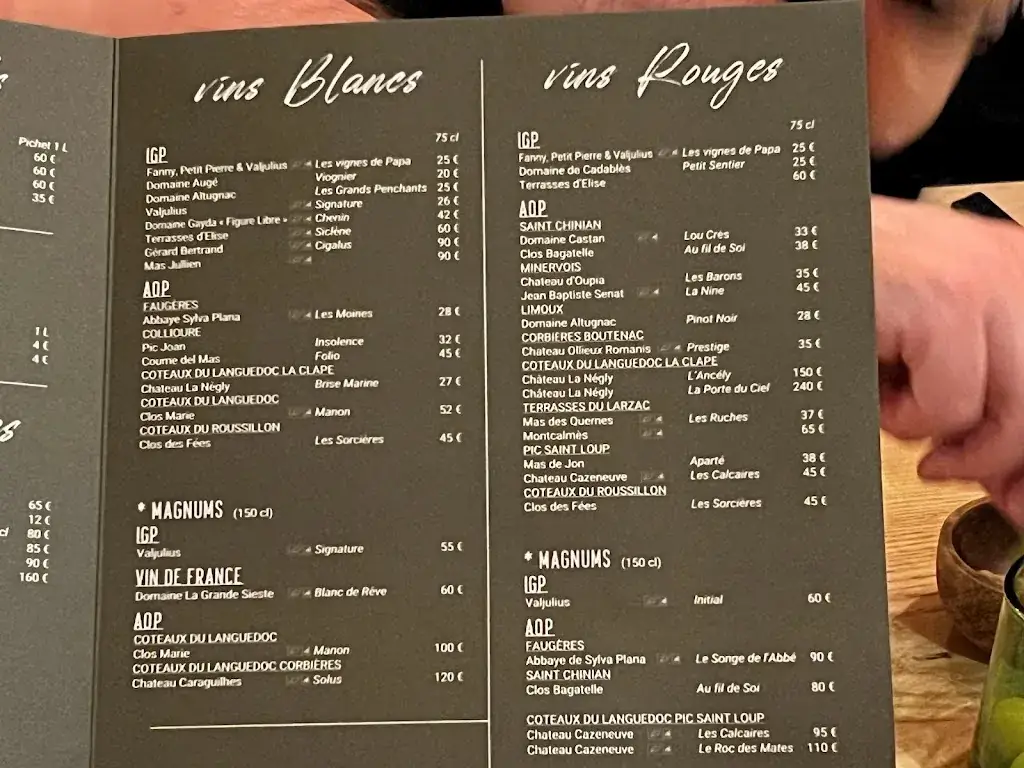 s
Pichet 1 L
60 €
60 €
60 €
35 €
1 L
4 €
4 €
s
65 €
12 €
cl 80 €
85 €
90 €
160 €
vins Blancs
75 cl
IGP
Fanny, Petit Pierre & Valjulius Les vignes de Papa 25 €
Domaine Augé Viognier 20 €
Domaine Altugnac Les Grands Penchants 25 €
Valjulius Signature 26 €
Domaine Gayda « Figure Libre » Chenin 42 €
Terrasses d'Elise Siclène 60 €
Gérard Bertrand Cigalus 90 €
Mas Jullien 90 €
AOP
FAUGÈRES
Abbaye Sylva Plana Les Moines 28 €
COLLIOURE
Pic Joan Insolence 32 €
Coume del Mas Folio 45 €
COTEAUX DU LANGUEDOC LA CLAPE
Chateau La Négly Brise Marine 27 €
COTEAUX DU LANGUEDOC
Clos Marie Manon 52 €
COTEAUX DU ROUSSILLON
Clos des Fées Les Sorcières 45 €
* MAGNUMS (150 cl)
IGP
Valjulius Signature 55 €
VIN DE FRANCE
Domaine La Grande Sieste Blanc de Rêve 60 €
AOP
COTEAUX DU LANGUEDOC
Clos Marie Manon 100 €
COTEAUX DU LANGUEDOC CORBIÈRES
Chateau Caraguilhes Solus 120 €
vins Rouges
75 cl
IGP
Fanny, Petit Pierre & Valjulius Les vignes de Papa 25 €
Domaine de Cadablès Petit Sentier 25 €
Terrasses d'Elise 60 €
AOP
SAINT CHINIAN
Domaine Castan Lou Crès 33 €
Clos Bagatelle Au fil de Soi 38 €
MINERVOIS
Chateau d'Oupia Les Barons 35 €
Jean Baptiste Senat La Nine 45 €
LIMOUX
Domaine Altugnac Pinot Noir 28 €
CORBIÈRES BOUTENAC
Chateau Ollieux Romanis Prestige 35 €
COTEAUX DU LANGUEDOC LA CLAPE
Château La Négly L'Ancély 150 €
Château La Négly La Porte du Ciel 240 €
TERRASSES DU LARZAC
Mas des Quernes Les Ruches 37 €
Montcalmès 65 €
PIC SAINT LOUP
Mas de Jon Aparté 38 €
Chateau Cazeneuve Les Calcaires 45 €
COTEAUX DU ROUSSILLON
Clos des Fées Les Sorcières 45 €
* MAGNUMS (150 cl)
IGP
Valjulius Initial 60 €
AOP
FAUGÈRES
Abbaye de Sylva Plana Le Songe de l'Abbé 90 €
SAINT CHINIAN
Clos Bagatelle Au fil de Soi 80 €
COTEAUX DU LANGUEDOC PIC SAINT LOUP
Chateau Cazeneuve Les Calcaires 95 €
Chateau Cazeneuve Le Roc des Mates 110 €